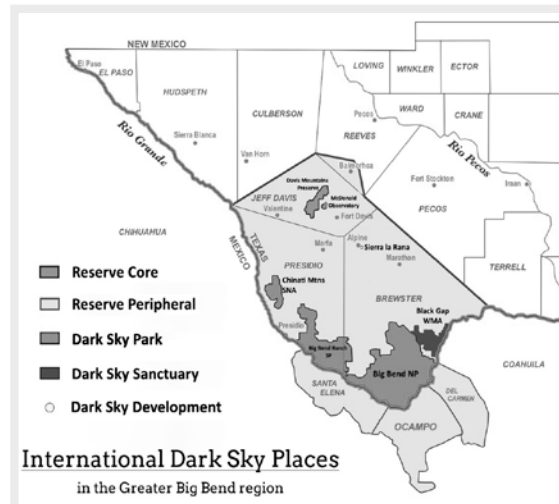 NEW MEXICO
El Paso
EL PASO
HUDSPETH
CULBERSON
LOVING
WINKLER
ECTOR
WARD
CRANE
REEVES
Pecos
Rio Grande
Sierra Blanca
Van Horn
Rio Pecos
Balmorhea
Davis Mountains
Preserve
McDonald
Observatory
JEFF DAVIS
Valentine
Fort Davis
Fort Stockton
PECOS
Iraan
CHIHUAHUA
MEXICO
TEXAS
Alpine
Sierra la Rana
Marfa
Marathon
TERRELL
PRESIDIO
Chinati Mtns
SNA
BREWSTER
Black Gap
WMA
Presidio
Big Bend Ranch
SP
Big Bend NP
COAHUILA
SANTA
ELENA
DEL
CARMEN
OCAMPO
Reserve Core
Reserve Peripheral
Dark Sky Park
Dark Sky Sanctuary
Dark Sky Development
International Dark Sky Places
in the Greater Big Bend region